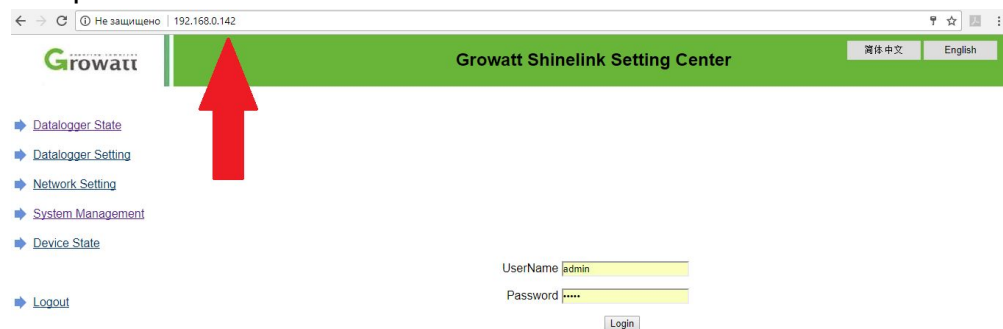 Не защищено | 192.168.0.142
Growatt
Growatt Shinelink Setting Center
简体中文
English
Datalogger State
Datalogger Setting
Network Setting
System Management
Device State
Logout
UserName admin
Password •••••
Login